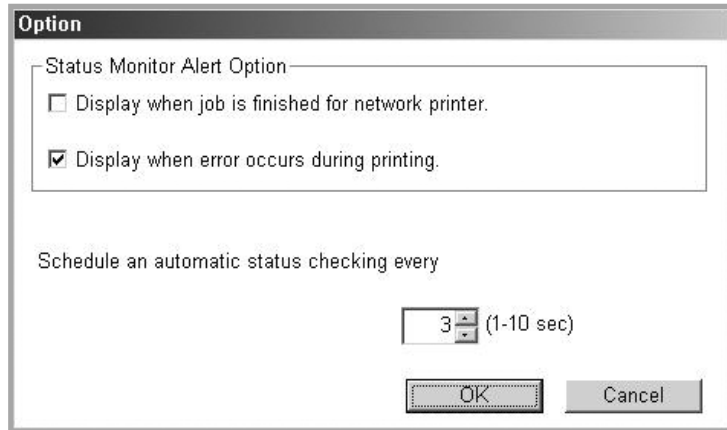 Option
Status Monitor Alert Option
Display when job is finished for network printer.
Display when error occurs during printing.
Schedule an automatic status checking every
3 (1-10 sec)
OK Cancel